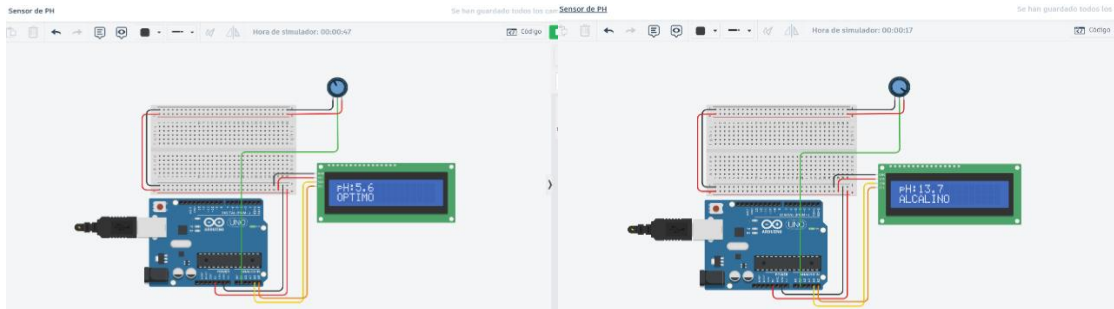 Sensor de PH
Se han guardado todos los cam
Hora de simulador: 00:00:47
Código
pH:5.6
OPTIMO
ARDUINO
UNO
Sensor de PH
Se han guardado todos los
Hora de simulador: 00:00:17
Código
pH:13.7
ALCALINO
ARDUINO
UNO